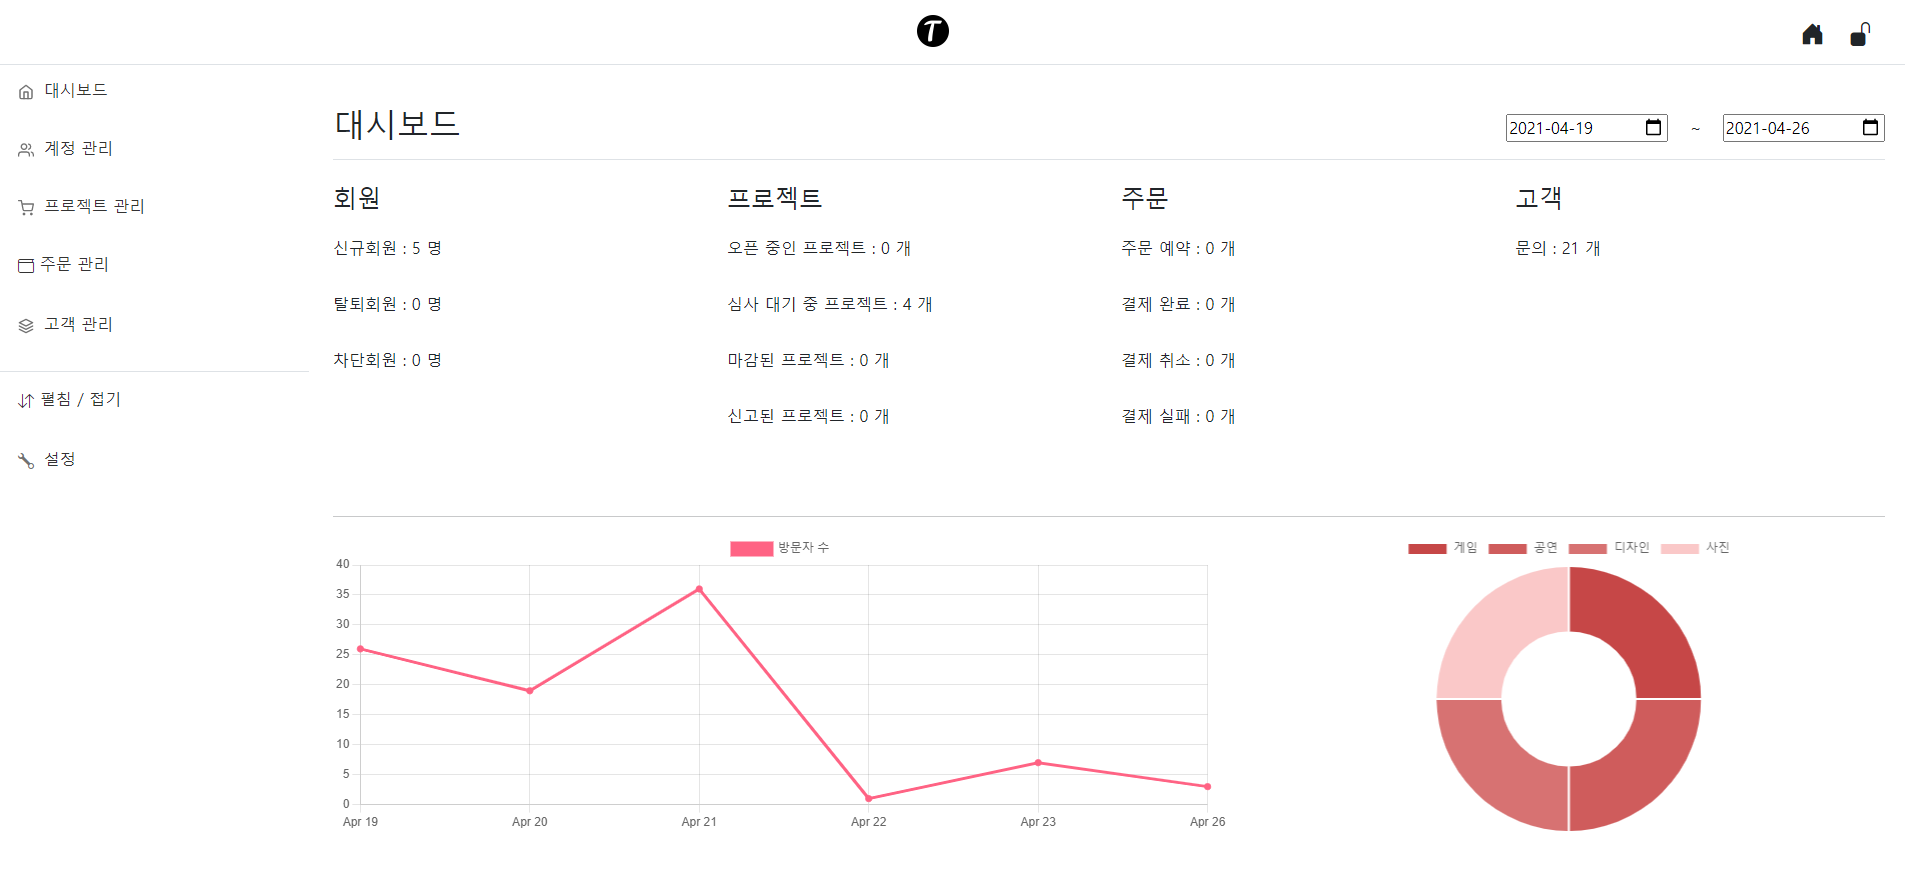 T
대시보드
계정 관리
프로젝트 관리
주문 관리
고객 관리
펼침 / 접기
설정
대시보드
2021-04-19 ~ 2021-04-26
회원
신규회원 : 5 명
탈퇴회원 : 0 명
차단회원 : 0 명
프로젝트
오픈 중인 프로젝트 : 0 개
심사 대기 중 프로젝트 : 4 개
마감된 프로젝트 : 0 개
신고된 프로젝트 : 0 개
주문
주문 예약 : 0 개
결제 완료 : 0 개
결제 취소 : 0 개
결제 실패 : 0 개
고객
문의 : 21 개
방문자 수
40
35
30
25
20
15
10
5
0
Apr 19 Apr 20 Apr 21 Apr 22 Apr 23 Apr 26
게임 공연 디자인 사진